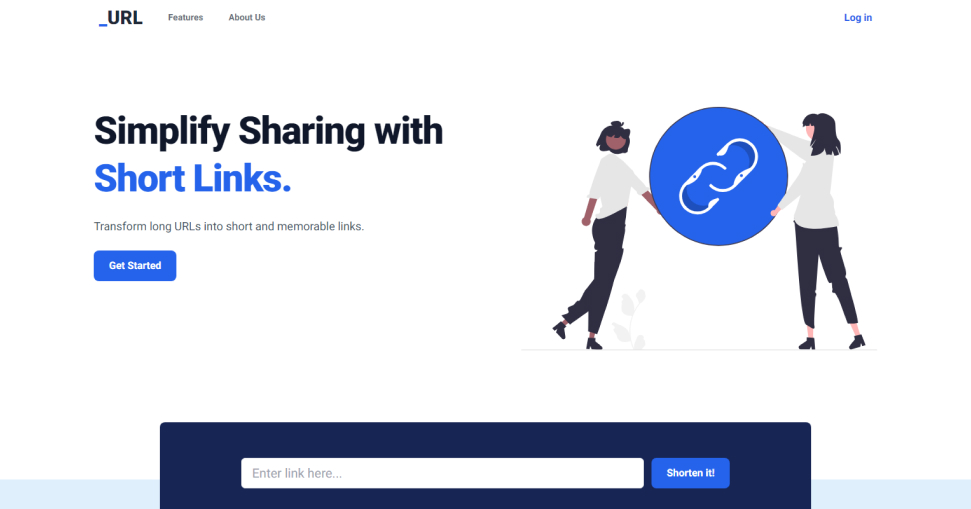 _URL
Features
About Us
Log in
Simplify Sharing with
Short Links.
Transform long URLs into short and memorable links.
Get Started
Enter link here...
Shorten it!